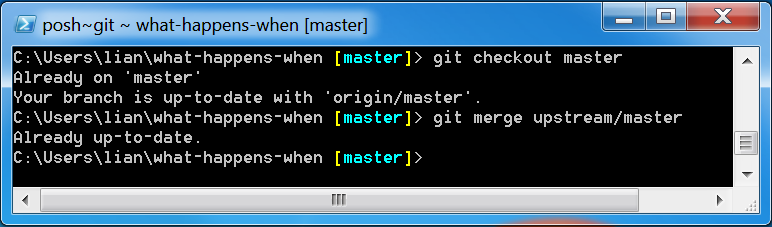 posh~git ~ what-happens-when [master]
C:\Users\lian\what-happens-when [master]> git checkout master
Already on 'master'
Your branch is up-to-date with 'origin/master'.
C:\Users\lian\what-happens-when [master]> git merge upstream/master
Already up-to-date.
C:\Users\lian\what-happens-when [master]>